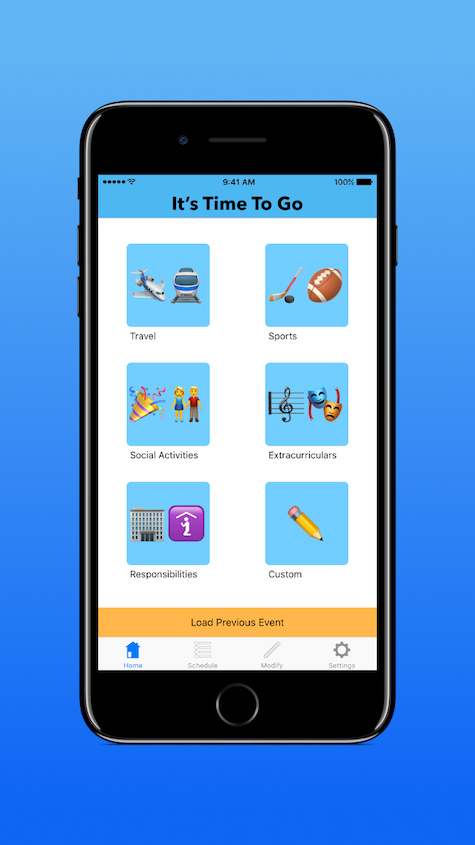 9:41 AM
100%
It's Time To Go
Travel
Sports
Social Activities
Extracurriculars
Responsibilities
Custom
Load Previous Event
Home
Schedule
Modify
Settings